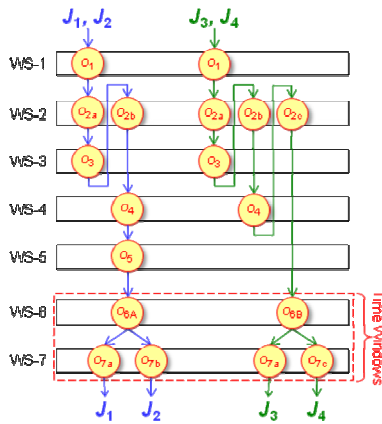 J1, J2 J3, J4
WS-1 O1 O1
WS-2 O2a O2b O2a O2b O2c
WS-3 O3 O3
WS-4 O4 O4
WS-5 O5
WS-6 O6A O6B
WS-7 O7a O7b O7a O7c
J1 J2 J3 J4
Time Windows